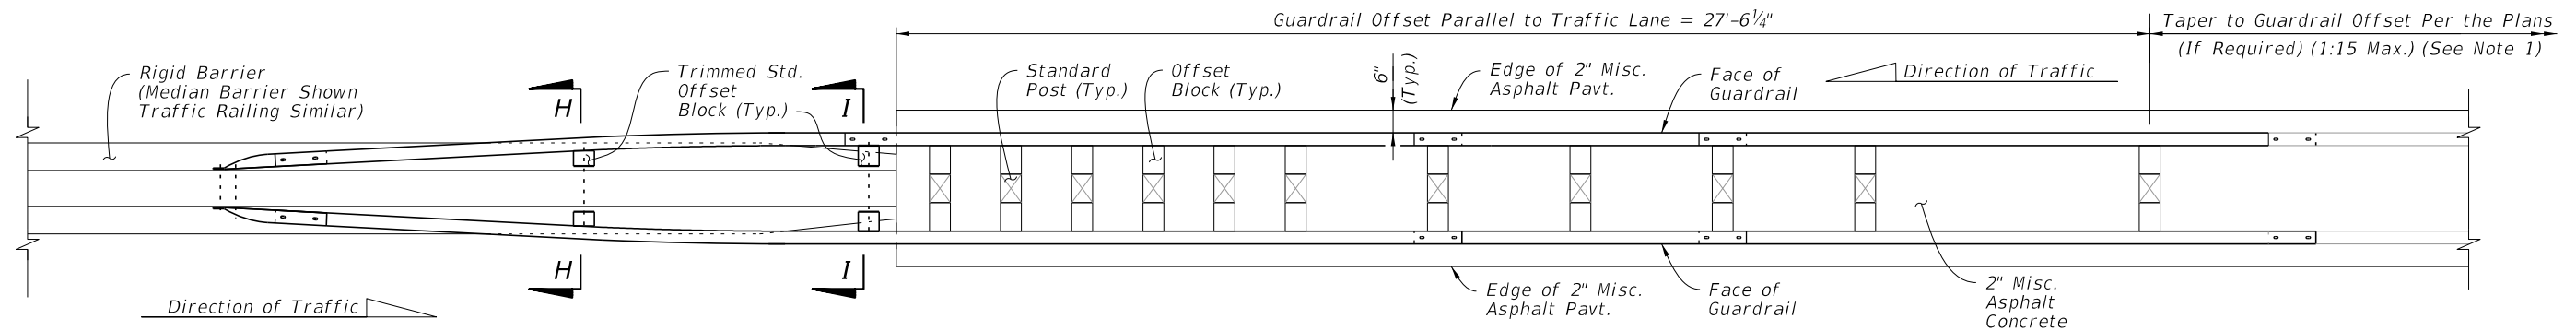 Guardrail Offset Parallel to Traffic Lane = 27'-6¼"
Taper to Guardrail Offset Per the Plans
(If Required) (1:15 Max.) (See Note 1)
Rigid Barrier
(Median Barrier Shown
Traffic Railing Similar)
H
Trimmed Std.
Offset
Block (Typ.)
I
Standard
Post (Typ.)
Offset
Block (Typ.)
6"
(Typ.)
Edge of 2" Misc.
Asphalt Pavt.
Face of
Guardrail
Direction of Traffic
H
I
Direction of Traffic
Edge of 2" Misc.
Asphalt Pavt.
Face of
Guardrail
2" Misc.
Asphalt
Concrete